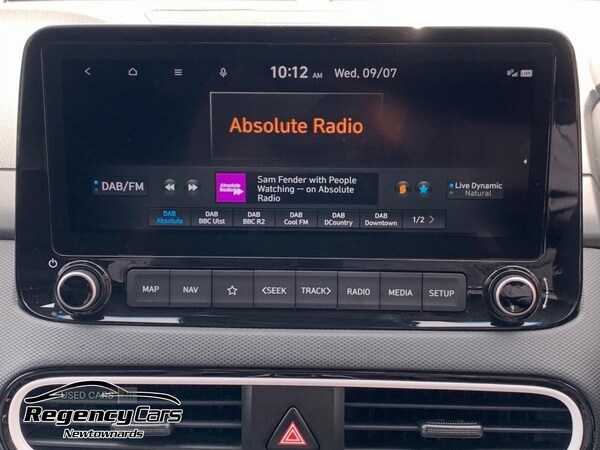 10:12 AM Wed, 09/07
LIVE
Absolute Radio
DAB/FM
Absolute Radio
Sam Fender with People
Watching -- on Absolute
Radio
Live Dynamic
Natural
DAB Absolute
DAB BBC Ulst
DAB BBC R2
DAB Cool FM
DAB DCountry
DAB Downtown
1/2
MAP NAV <SEEK TRACK> RADIO MEDIA SETUP
USED CARS
Regency Cars
Newtownards